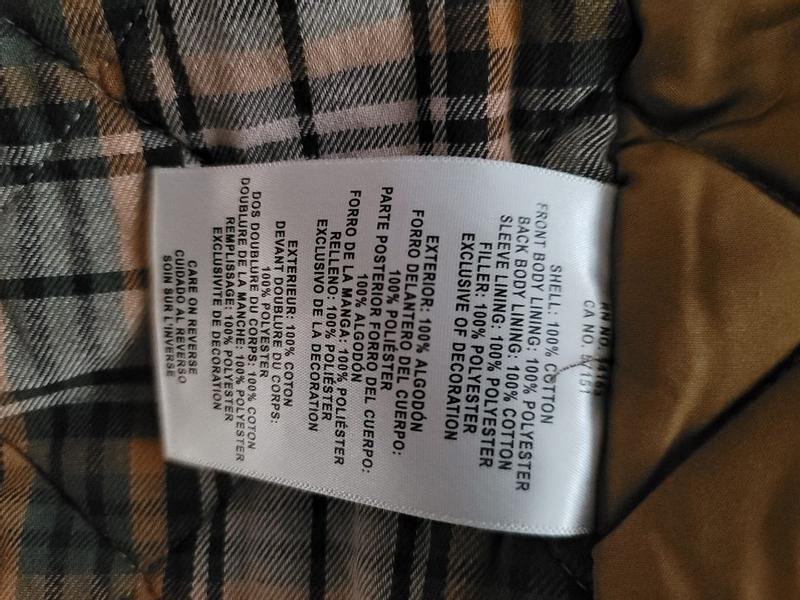 RN NO.
CA NO.
SHELL: 100% COTTON
FRONT BODY LINING: 100% POLYESTER
BACK BODY LINING: 100% COTTON
SLEEVE LINING: 100% POLYESTER
FILLER: 100% POLYESTER
EXCLUSIVE OF DECORATION
EXTERIOR: 100% ALGODÓN
FORRO DELANTERO DEL CUERPO:
100% POLIÉSTER
PARTE POSTERIOR FORRO DEL CUERPO:
100% ALGODÓN
FORRO DE LA MANGA: 100% POLIÉSTER
RELLENO: 100% POLIÉSTER
EXCLUSIVO DE LA DECORATION
EXTERIEUR: 100% COTON
DEVANT DOUBLURE DU CORPS:
100% POLYESTER
DOS DOUBLURE DU CORPS: 100% COTON
DOUBLURE DE LA MANCHE: 100% POLYESTER
REMPLISSAGE: 100% POLYESTER
EXCLUSIVITE DE DECORATION
CARE ON REVERSE
CUIDADO AL REVERSO
SOIN SUR L'INVERSE